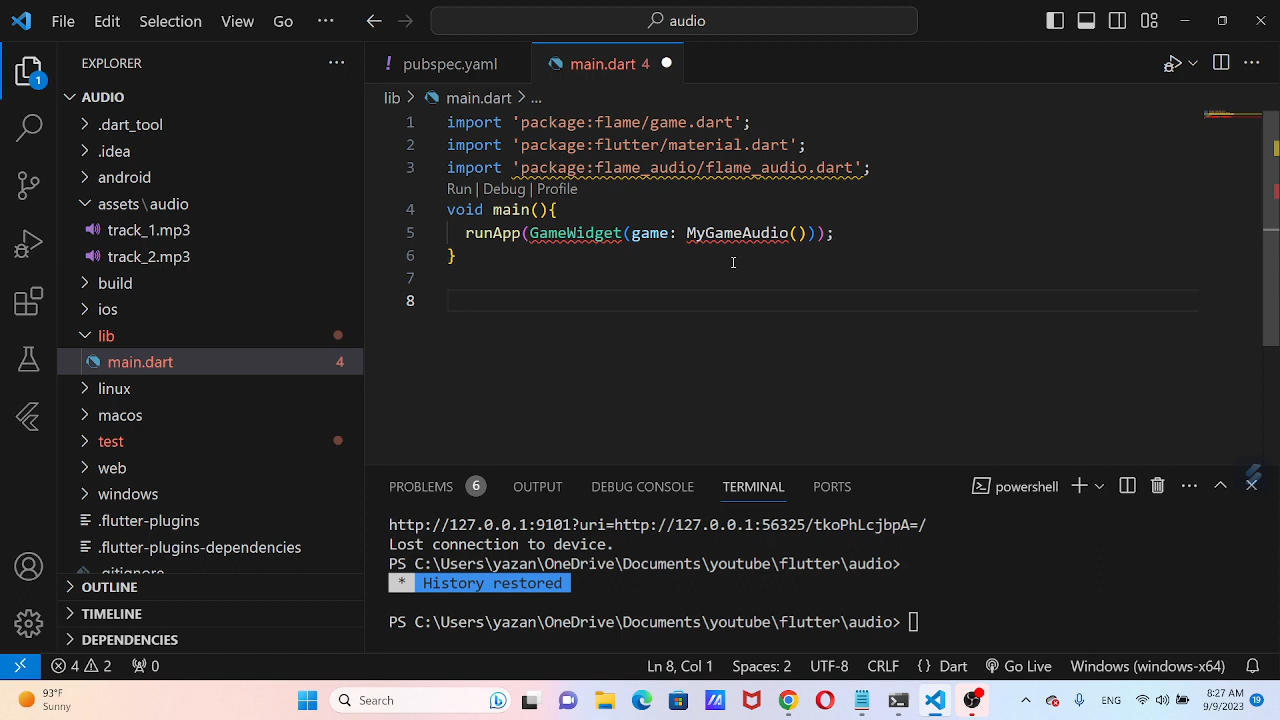 File Edit Selection View Go ··· audio
EXPLORER ···
pubspec.yaml
main.dart 4
AUDIO
.dart_tool
.idea
android
assets\audio
track_1.mp3
track_2.mp3
build
ios
lib
main.dart 4
linux
macos
test
web
windows
.flutter-plugins
.flutter-plugins-dependencies
.gitignore
OUTLINE
TIMELINE
DEPENDENCIES
1
lib > main.dart > ...
1 import 'package:flame/game.dart';
2 import 'package:flutter/material.dart';
3 import 'package:flame_audio/flame_audio.dart';
Run | Debug | Profile
4 void main(){
5 runApp(GameWidget(game: MyGameAudio()));
6 }
7
8
PROBLEMS 6 OUTPUT DEBUG CONSOLE TERMINAL PORTS powershell
http://127.0.0.1:9101?uri=http://127.0.0.1:56325/tkoPhLcjbpA=/
Lost connection to device.
PS C:\Users\yazan\OneDrive\Documents\youtube\flutter\audio>
* History restored
PS C:\Users\yazan\OneDrive\Documents\youtube\flutter\audio>
4 2 0 Ln 8, Col 1 Spaces: 2 UTF-8 CRLF {} Dart Go Live Windows (windows-x64)
93°F
Sunny
Search
ENG
8:27 AM
9/9/2023
19